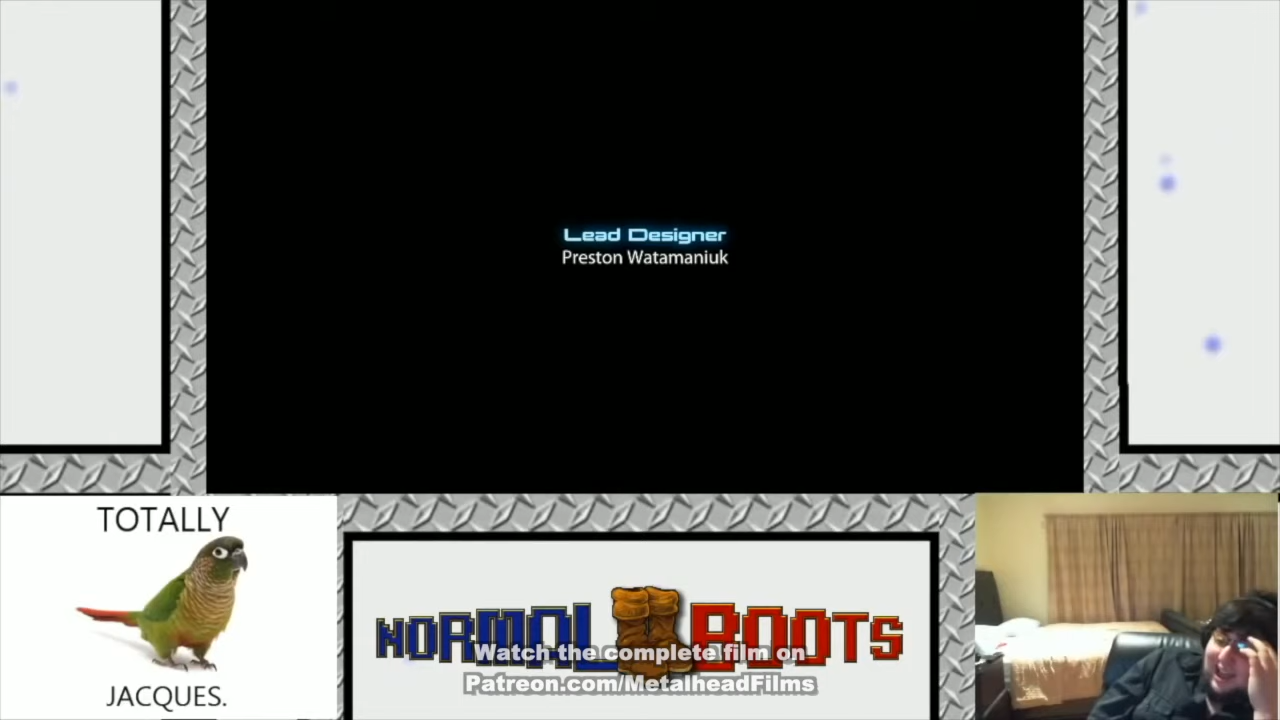 Lead Designer
Preston Watamaniuk
TOTALLY
JACQUES.
NORMAL BOOTS
Watch the complete film on
Patreon.com/MetalheadFilms